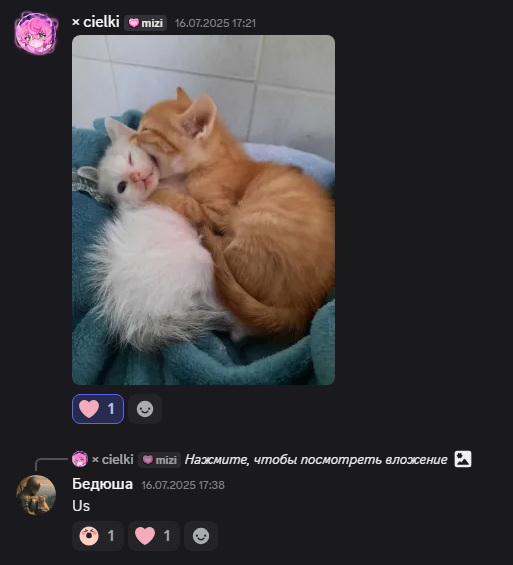 × cielki mizi 16.07.2025 17:21
1
× cielki mizi Нажмите, чтобы посмотреть вложение
Бедюша 16.07.2025 17:38
Us
1 1